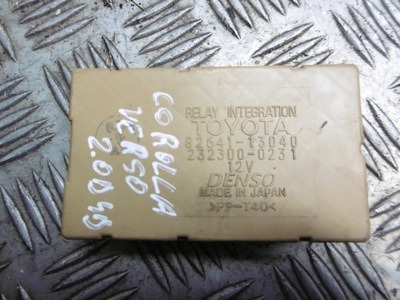 RELAY INTEGRATION
TOYOTA
82641-13040
232300-0231
12V
DENSO
MADE IN JAPAN
>PP-T40<
COROLLA
VERSO
2.0D4D